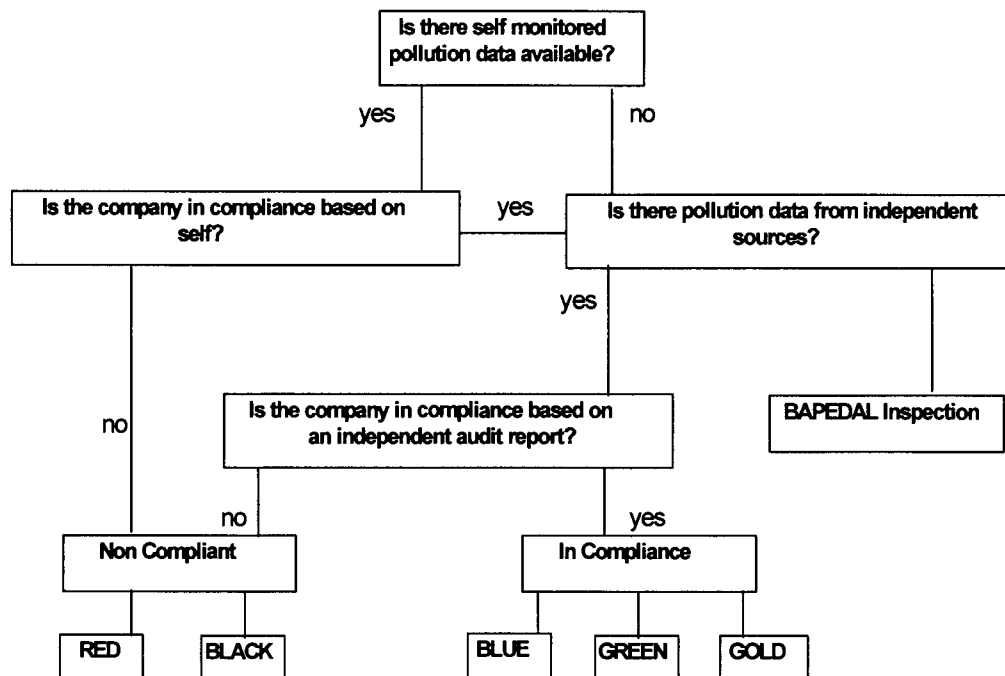 Is there self monitored
pollution data available?
yes
no
Is the company in compliance based on
self?
yes
Is there pollution data from independent
sources?
yes
Is the company in compliance based on
an independent audit report?
BAPEDAL Inspection
no
no
yes
Non Compliant
In Compliance
RED
BLACK
BLUE
GREEN
GOLD